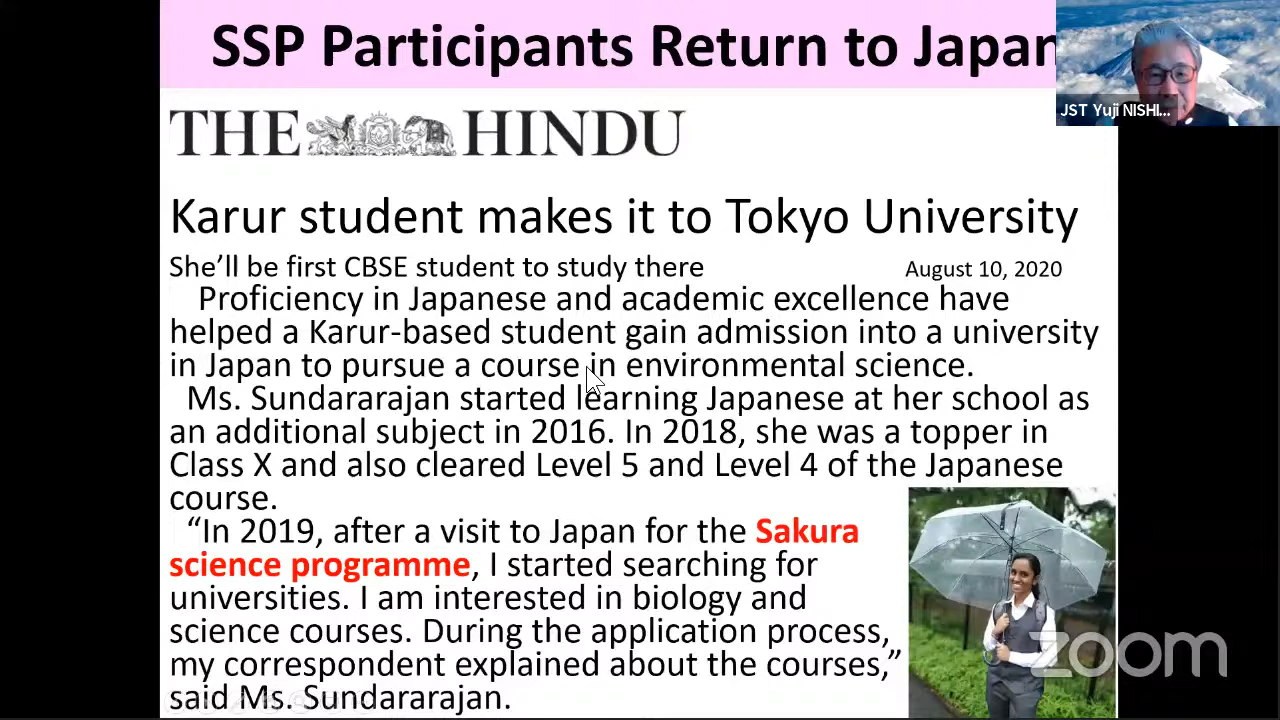 SSP Participants Return to Japan
JST Yuji NISHI...
THE HINDU
Karur student makes it to Tokyo University
She'll be first CBSE student to study there
August 10, 2020
Proficiency in Japanese and academic excellence have
helped a Karur-based student gain admission into a university
in Japan to pursue a course in environmental science.
Ms. Sundararajan started learning Japanese at her school as
an additional subject in 2016. In 2018, she was a topper in
Class X and also cleared Level 5 and Level 4 of the Japanese
course.
“In 2019, after a visit to Japan for the Sakura
science programme, I started searching for
universities. I am interested in biology and
science courses. During the application process,
my correspondent explained about the courses,”
said Ms. Sundararajan.
zoom